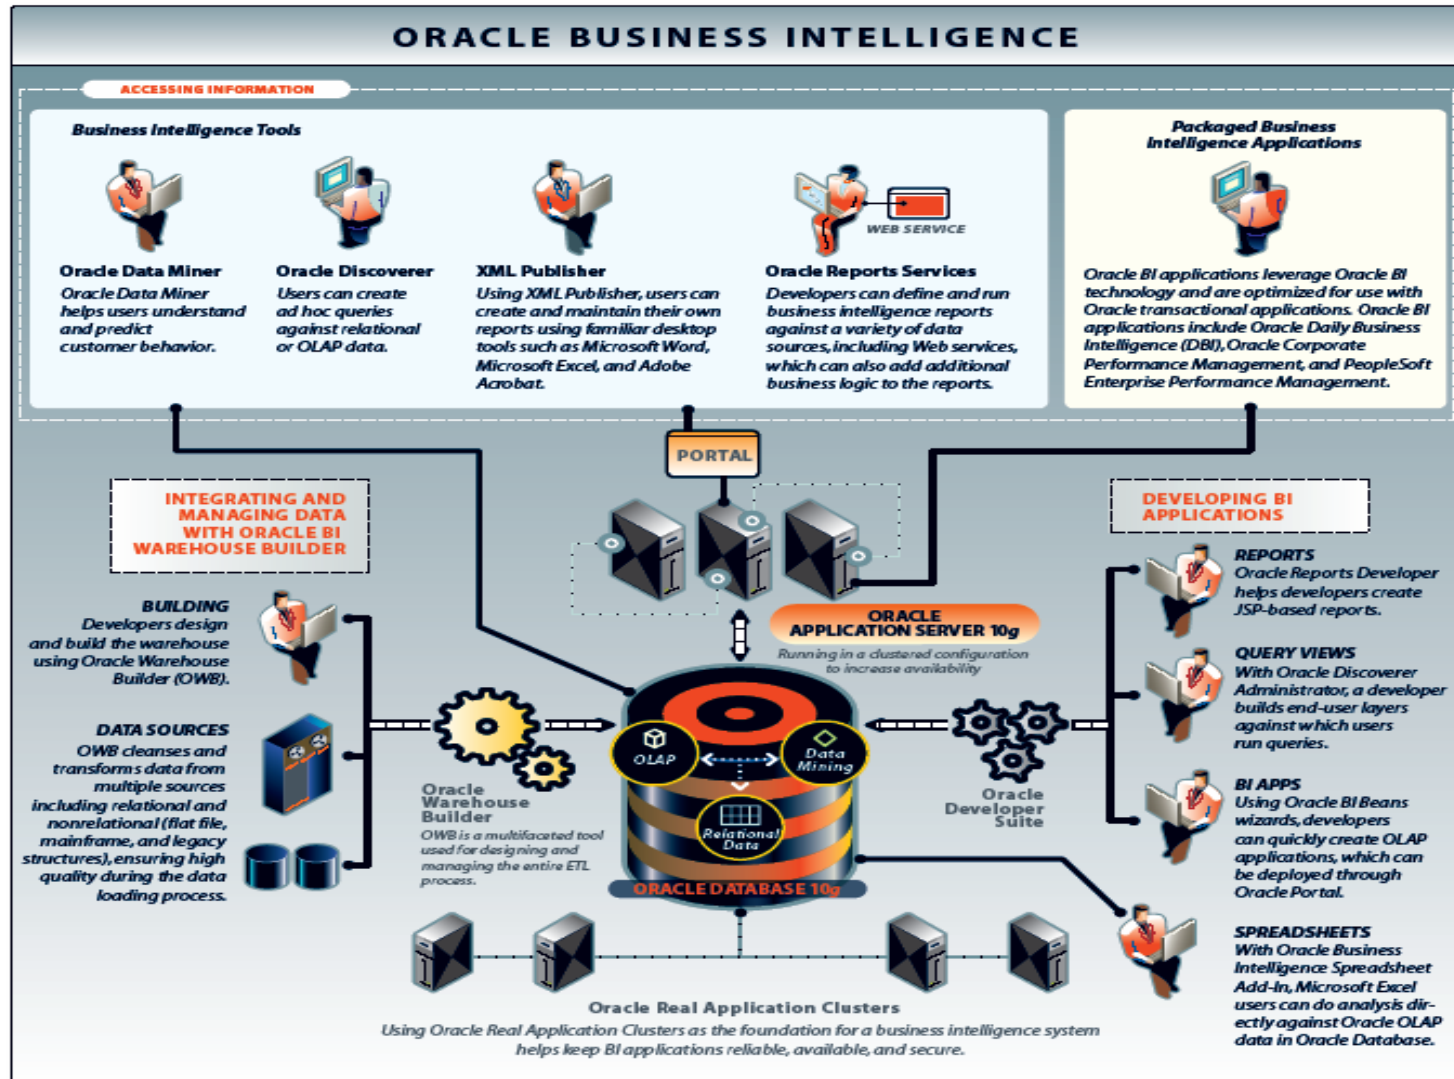 ORACLE BUSINESS INTELLIGENCE
ACCESSING INFORMATION
Business Intelligence Tools
Oracle Data Miner
Oracle Data Miner
helps users understand
and predict
customer behavior.
Oracle Discoverer
Users can create
ad hoc queries
against relational
or OLAP data.
XML Publisher
Using XML Publisher, users can
create and maintain their own
reports using familiar desktop
tools such as Microsoft Word,
Microsoft Excel, and Adobe
Acrobat.
WEB SERVICE
Oracle Reports Services
Developers can define and run
business intelligence reports
against a variety of data
sources, including Web services,
which can also add additional
business logic to the reports.
Packaged Business
Intelligence Applications
Oracle BI applications leverage Oracle BI
technology and are optimized for use with
Oracle transactional applications. Oracle BI
applications include Oracle Daily Business
Intelligence (DBI), Oracle Corporate
Performance Management, and PeopleSoft
Enterprise Performance Management.
PORTAL
INTEGRATING AND
MANAGING DATA
WITH ORACLE BI
WAREHOUSE BUILDER
BUILDING
Developers design
and build the warehouse
using Oracle Warehouse
Builder (OWB).
DATA SOURCES
OWB cleanses and
transforms data from
multiple sources
including relational and
nonrelational (flat file,
mainframe, and legacy
structures), ensuring high
quality during the data
loading process.
Oracle
Warehouse
Builder
OWB is a multifaceted tool
used for designing and
managing the entire ETL
process.
ORACLE
APPLICATION SERVER 10g
Running in a clustered configuration
to increase availability
OLAP
Data
Mining
Relational
Data
ORACLE DATABASE 10g
Oracle
Developer
Suite
DEVELOPING BI
APPLICATIONS
REPORTS
Oracle Reports Developer
helps developers create
JSP-based reports.
QUERY VIEWS
With Oracle Discoverer
Administrator, a developer
builds end-user layers
against which users
run queries.
BI APPS
Using Oracle BI Beans
wizards, developers
can quickly create OLAP
applications, which can
be deployed through
Oracle Portal.
SPREADSHEETS
With Oracle Business
Intelligence Spreadsheet
Add-In, Microsoft Excel
users can do analysis dir-
ectly against Oracle OLAP
data in Oracle Database.
Oracle Real Application Clusters
Using Oracle Real Application Clusters as the foundation for a business intelligence system
helps keep BI applications reliable, available, and secure.